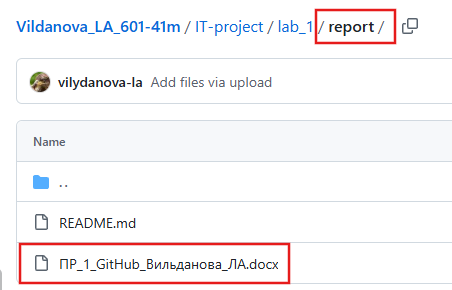 Vildanova_LA_601-41m / IT-project / lab_1 / report /
vilydanova-la Add files via upload
Name
..
README.md
ПР_1_GitHub_Вильданова_ЛА.docx